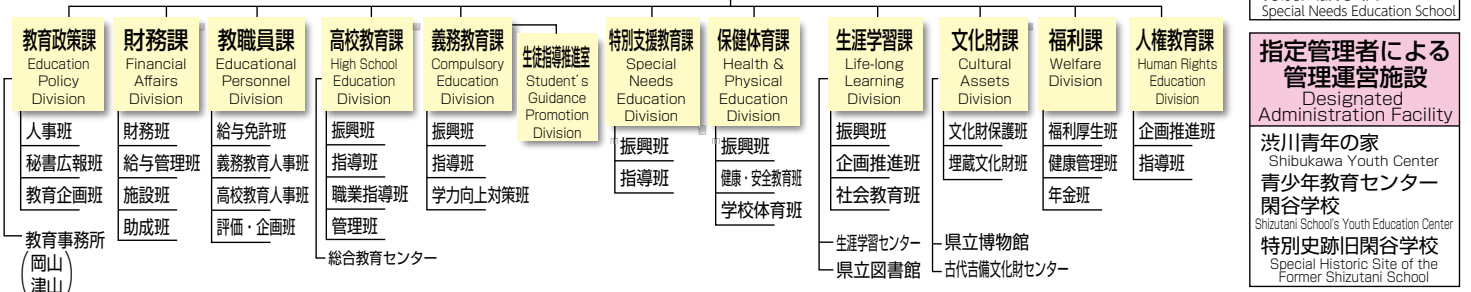 教育政策課
Education
Policy
Division
人事班
秘書広報班
教育企画班
教育事務所
(岡山
津山)
財務課
Financial
Affairs
Division
財務班
給与管理班
施設班
助成班
教職員課
Educational
Personnel
Division
給与免許班
義務教育人事班
高校教育人事班
評価・企画班
高校教育課
High School
Education
Division
振興班
指導班
職業指導班
管理班
総合教育センター
義務教育課
Compulsory
Education
Division
振興班
指導班
学力向上対策班
生徒指導推進室
Student's
Guidance
Promotion
Division
特別支援教育課
Special
Needs
Education
Division
振興班
指導班
保健体育課
Health &
Physical
Education
Division
振興班
健康・安全教育班
学校体育班
生涯学習課
Life-long
Learning
Division
振興班
企画推進班
社会教育班
生涯学習センター
県立図書館
文化財課
Cultural
Assets
Division
文化財保護班
埋蔵文化財班
県立博物館
古代吉備文化財センター
福利課
Welfare
Division
福利厚生班
健康管理班
年金班
人権教育課
Human Rights
Education
Division
企画推進班
指導班
Special Needs Education School
指定管理者による
管理運営施設
Designated
Administration Facility
渋川青年の家
Shibukawa Youth Center
青少年教育センター
閑谷学校
Shizutani School's Youth Education Center
特別史跡旧閑谷学校
Special Historic Site of the
Former Shizutani School